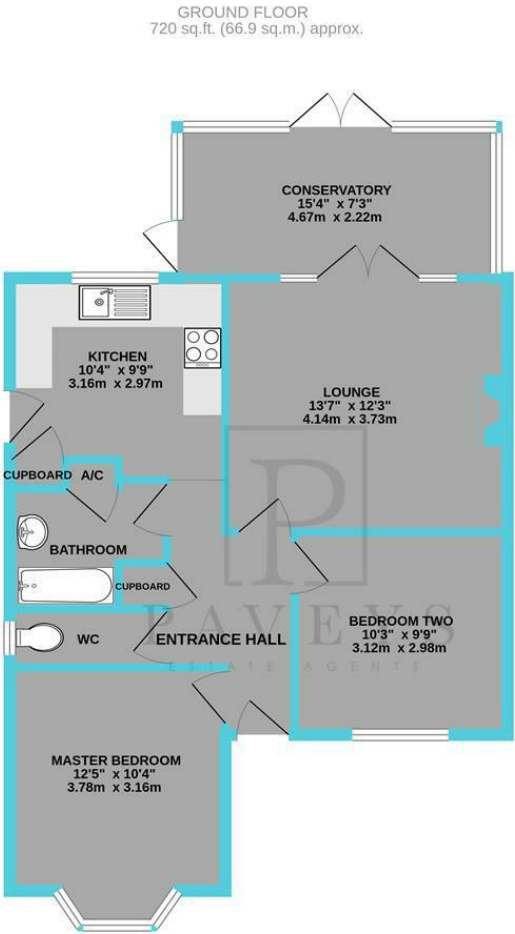 GROUND FLOOR
720 sq.ft. (66.9 sq.m.) approx.
CONSERVATORY
15'4" x 7'3"
4.67m x 2.22m
KITCHEN
10'4" x 9'9"
3.16m x 2.97m
LOUNGE
13'7" x 12'3"
4.14m x 3.73m
CUPBOARD
A/C
P
BATHROOM
CUPBOARD
PAVEYS
ESTATE AGENTS
BEDROOM TWO
10'3" x 9'9"
3.12m x 2.98m
WC
ENTRANCE HALL
MASTER BEDROOM
12'5" x 10'4"
3.78m x 3.16m